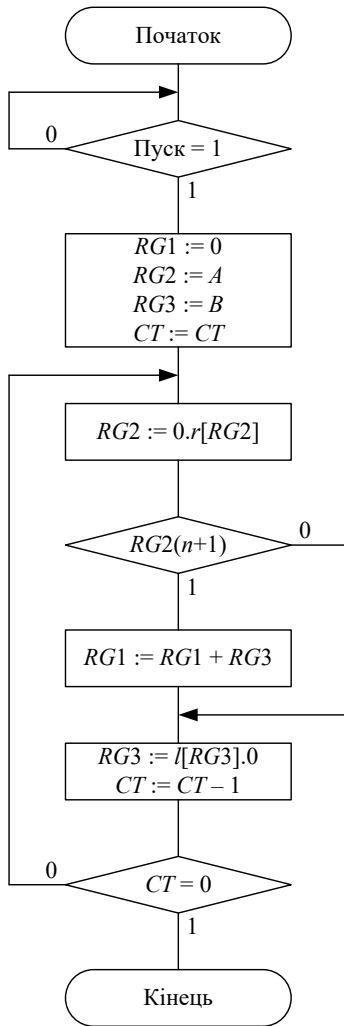 Початок
0
Пуск = 1
1
RG1 := 0
RG2 := A
RG3 := B
CT := CT
RG2 := 0.r[RG2]
RG2(n+1)
0
1
RG1 := RG1 + RG3
RG3 := l[RG3].0
CT := CT – 1
0
CT = 0
1
Кінець